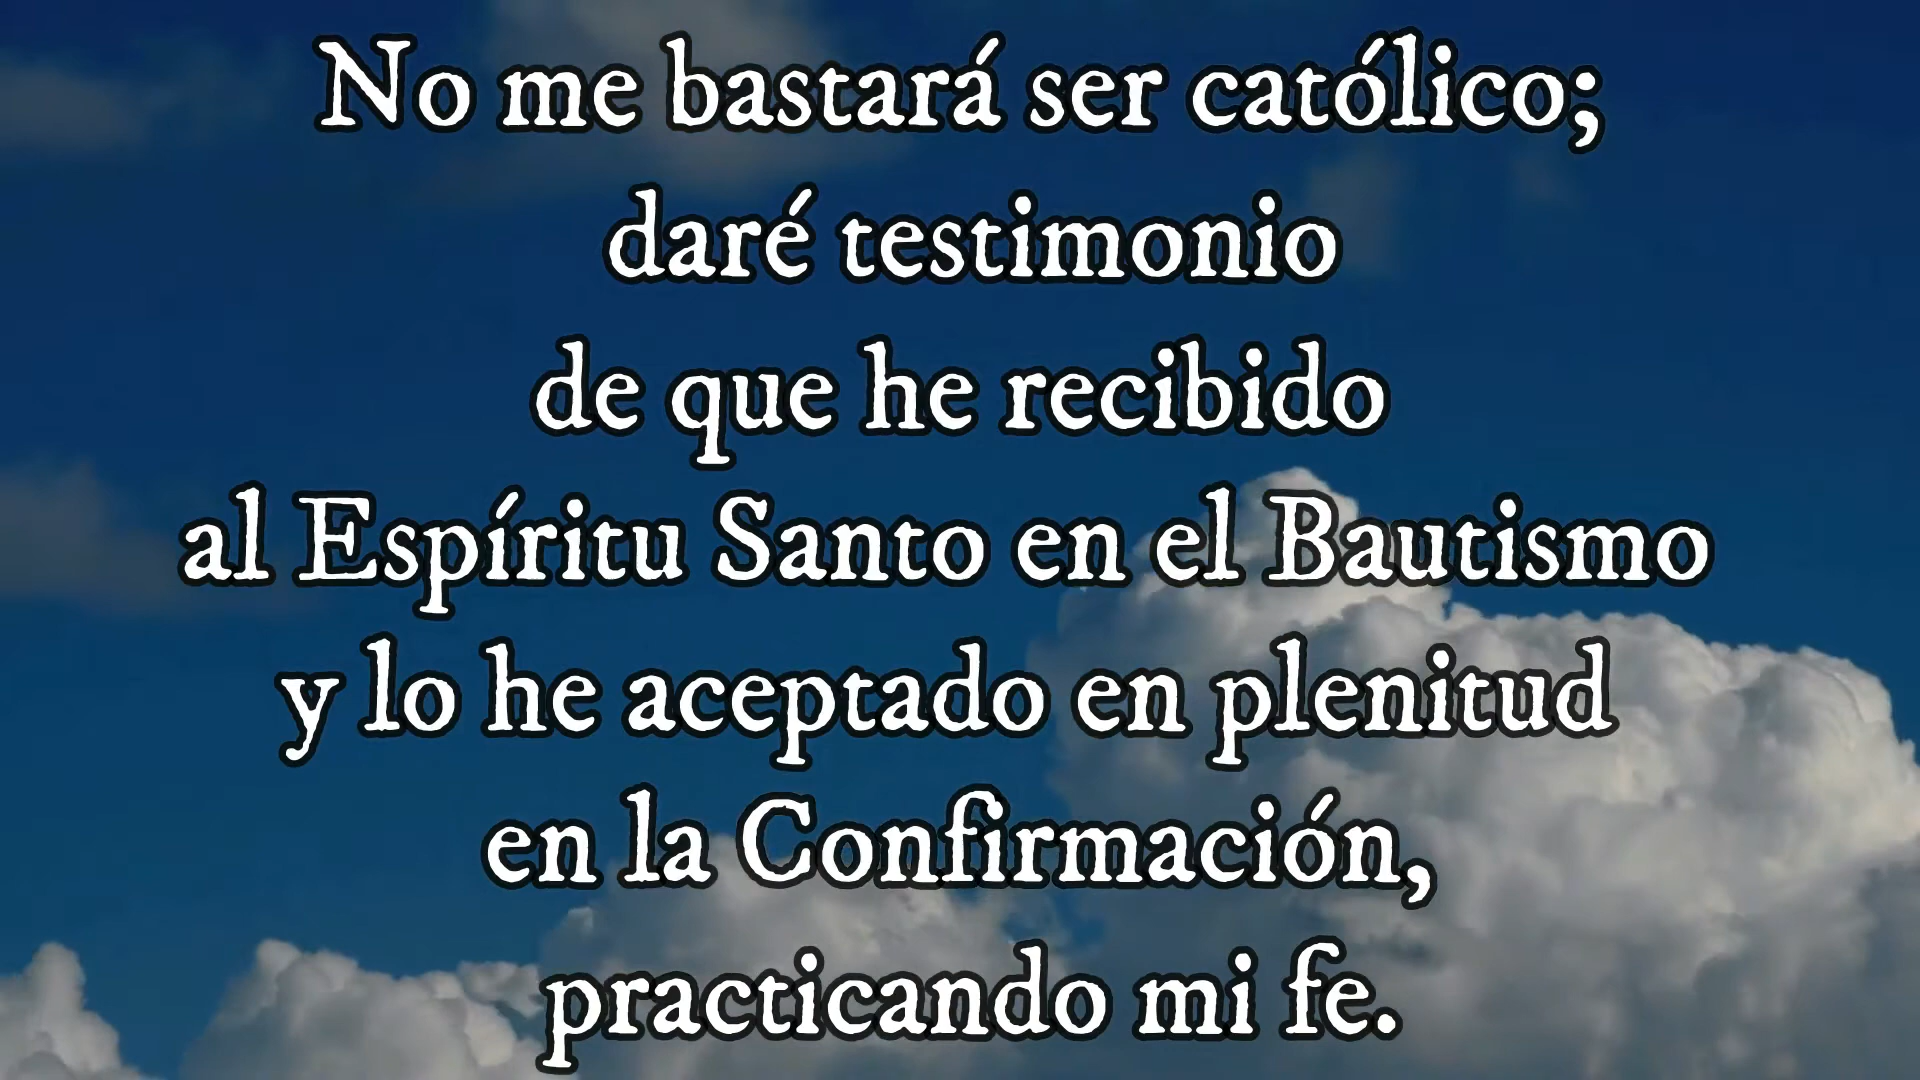 No me bastará ser católico;
daré testimonio
de que he recibido
al Espíritu Santo en el Bautismo
y lo he aceptado en plenitud
en la Confirmación,
practicando mi fe.